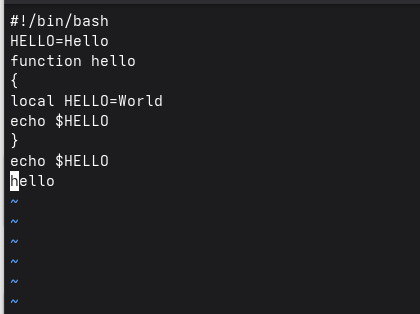 #!/bin/bash
HELLO=Hello
function hello
{
local HELLO=World
echo $HELLO
}
echo $HELLO
hello
~
~
~
~
~
~